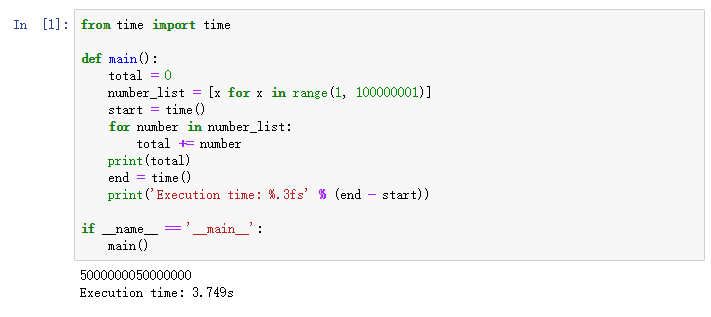 In [1]: from time import time
def main():
    total = 0
    number_list = [x for x in range(1, 100000001)]
    start = time()
    for number in number_list:
        total += number
    print(total)
    end = time()
    print('Execution time: %.3fs' % (end - start))
if __name__ == '__main__':
    main()
5000000050000000
Execution time: 3.749s